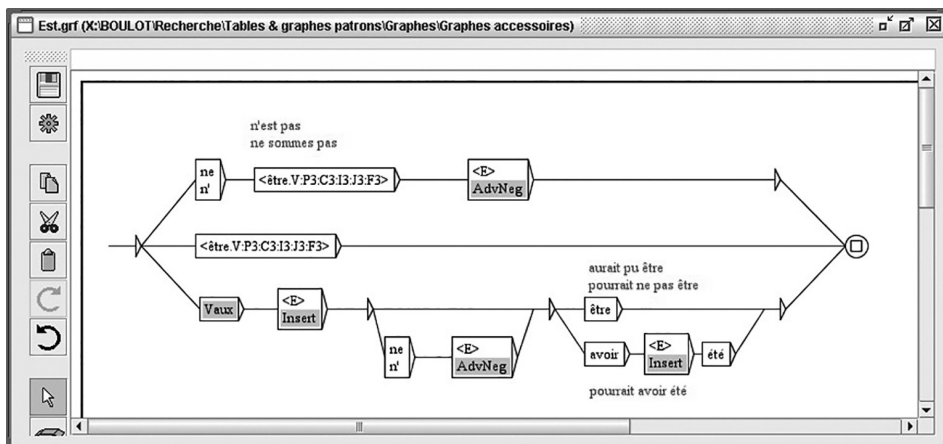 Est.grf (X:\BOULOT\Recherche\Tables & graphes patrons\Graphes\Graphes accessoires)
n'est pas
ne sommes pas
ne
n'
<être.V:P3:C3:I3:J3:F3>
<E>
AdvNeg
<être.V:P3:C3:I3:J3:F3>
Vaux
<E>
Insert
ne
n'
<E>
AdvNeg
aurait pu être
pourrait ne pas être
être
avoir
<E>
Insert
été
pourrait avoir été